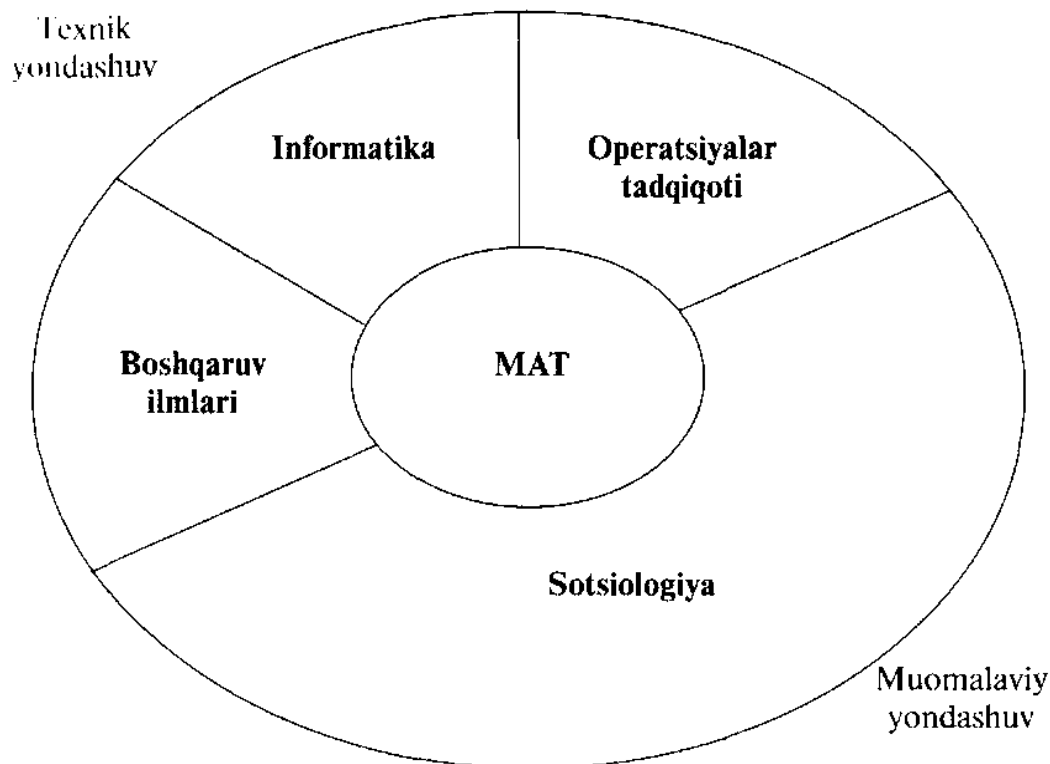 Texnik
yondashuv
Informatika
Operatsiyalar
tadqiqoti
Boshqaruv
ilmlari
MAT
Sotsiologiya
Muomalaviy
yondashuv